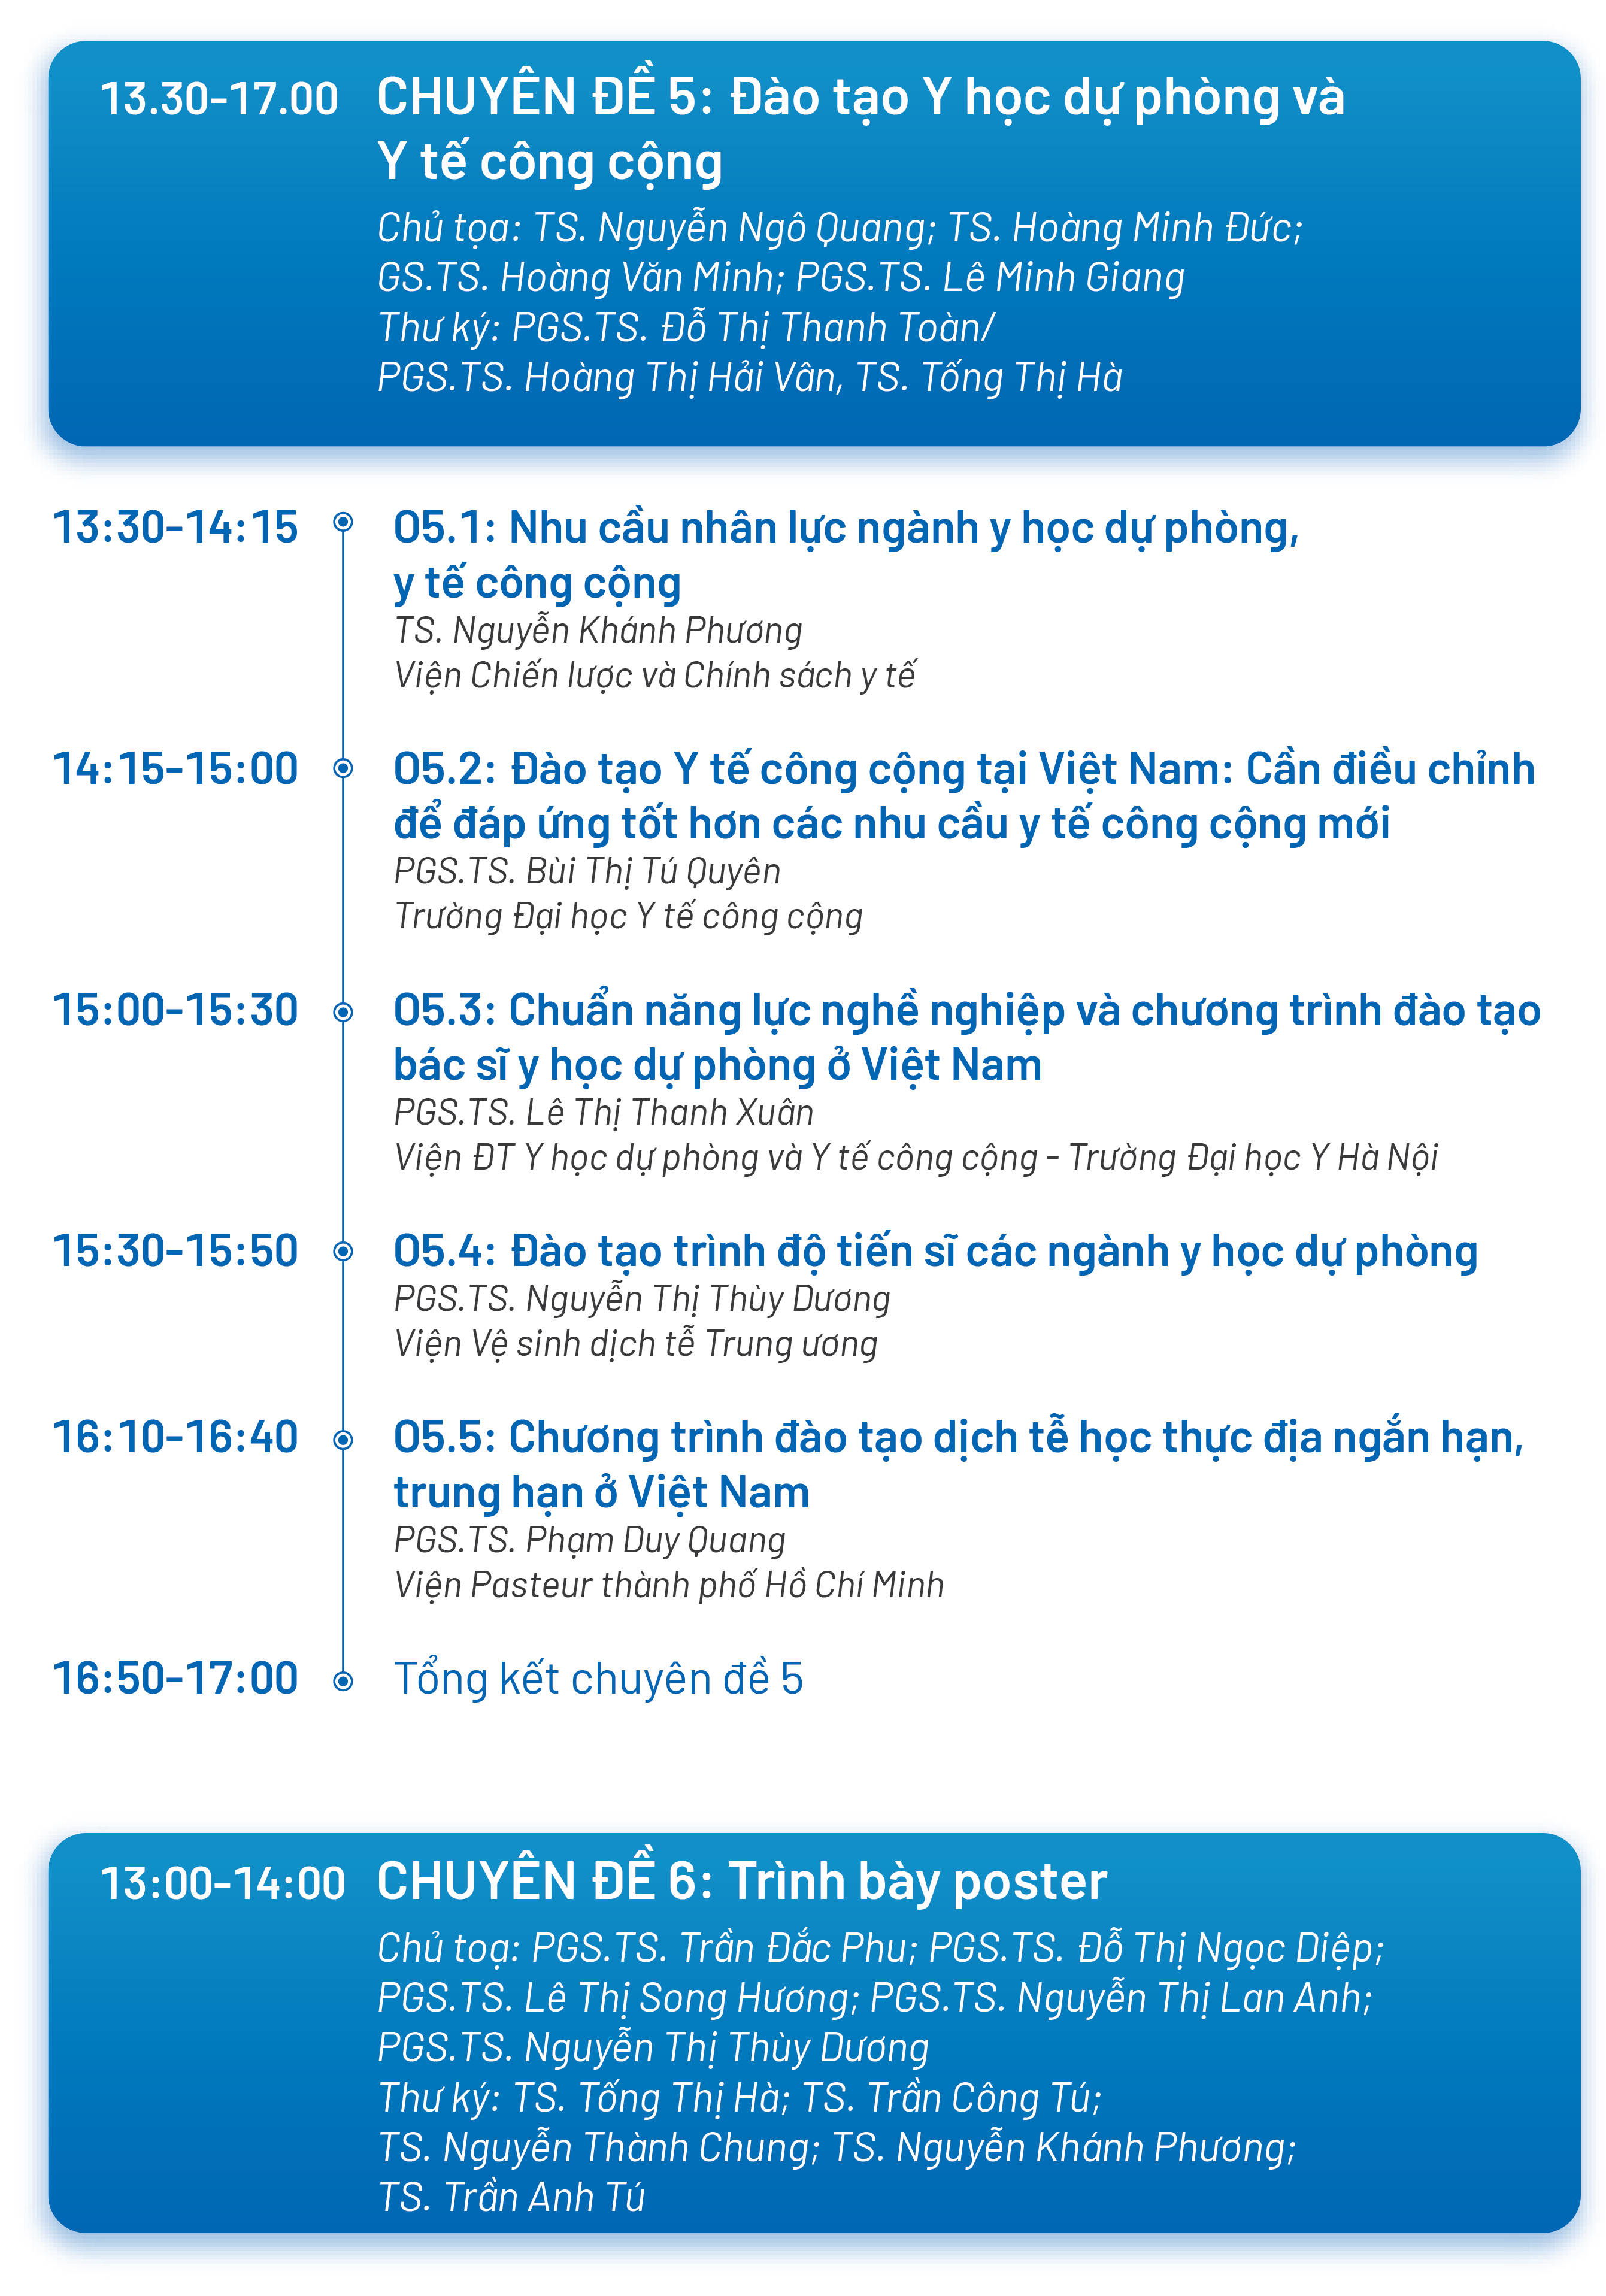 13.30-17.00 CHUYÊN ĐỀ 5: Đào tạo Y học dự phòng và
Y tế công cộng
Chủ tọa: TS. Nguyễn Ngô Quang; TS. Hoàng Minh Đức;
GS.TS. Hoàng Văn Minh; PGS.TS. Lê Minh Giang
Thư ký: PGS.TS. Đỗ Thị Thanh Toàn/
PGS.TS. Hoàng Thị Hải Vân, TS. Tống Thị Hà
13:30-14:15 O5.1: Nhu cầu nhân lực ngành y học dự phòng,
y tế công cộng
TS. Nguyễn Khánh Phương
Viện Chiến lược và Chính sách y tế
14:15-15:00 O5.2: Đào tạo Y tế công cộng tại Việt Nam: Cần điều chỉnh
để đáp ứng tốt hơn các nhu cầu y tế công cộng mới
PGS.TS. Bùi Thị Tú Quyên
Trường Đại học Y tế công cộng
15:00-15:30 O5.3: Chuẩn năng lực nghề nghiệp và chương trình đào tạo
bác sĩ y học dự phòng ở Việt Nam
PGS.TS. Lê Thị Thanh Xuân
Viện ĐT Y học dự phòng và Y tế công cộng - Trường Đại học Y Hà Nội
15:30-15:50 O5.4: Đào tạo trình độ tiến sĩ các ngành y học dự phòng
PGS.TS. Nguyễn Thị Thùy Dương
Viện Vệ sinh dịch tễ Trung ương
16:10-16:40 O5.5: Chương trình đào tạo dịch tễ học thực địa ngắn hạn,
trung hạn ở Việt Nam
PGS.TS. Phạm Duy Quang
Viện Pasteur thành phố Hồ Chí Minh
16:50-17:00 Tổng kết chuyên đề 5
13:00-14:00 CHUYÊN ĐỀ 6: Trình bày poster
Chủ toạ: PGS.TS. Trần Đắc Phu; PGS.TS. Đỗ Thị Ngọc Diệp;
PGS.TS. Lê Thị Song Hương; PGS.TS. Nguyễn Thị Lan Anh;
PGS.TS. Nguyễn Thị Thùy Dương
Thư ký: TS. Tống Thị Hà; TS. Trần Công Tú;
TS. Nguyễn Thành Chung; TS. Nguyễn Khánh Phương;
TS. Trần Anh Tú